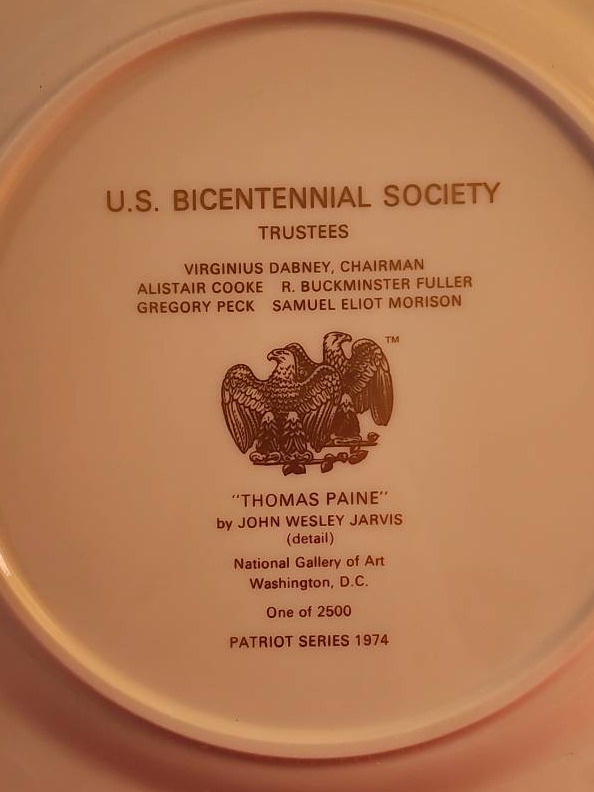 U.S. BICENTENNIAL SOCIETY
TRUSTEES
VIRGINIUS DABNEY, CHAIRMAN
ALISTAIR COOKE R. BUCKMINSTER FULLER
GREGORY PECK SAMUEL ELIOT MORISON
TM
"THOMAS PAINE"
by JOHN WESLEY JARVIS
(detail)
National Gallery of Art
Washington, D.C.
One of 2500
PATRIOT SERIES 1974